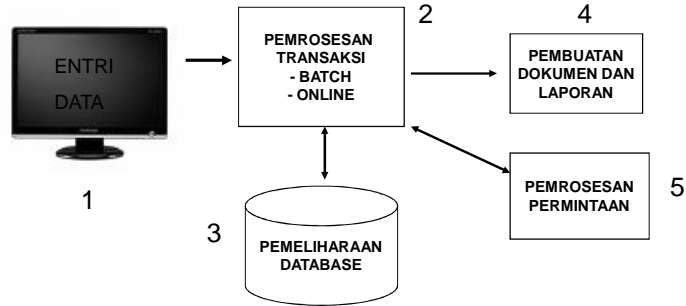 ENTRI
DATA
1
2
PEMROSESAN
TRANSAKSI
- BATCH
- ONLINE
3
PEMELIHARAAN
DATABASE
4
PEMBUATAN
DOKUMEN DAN
LAPORAN
PEMROSESAN
PERMINTAAN
5